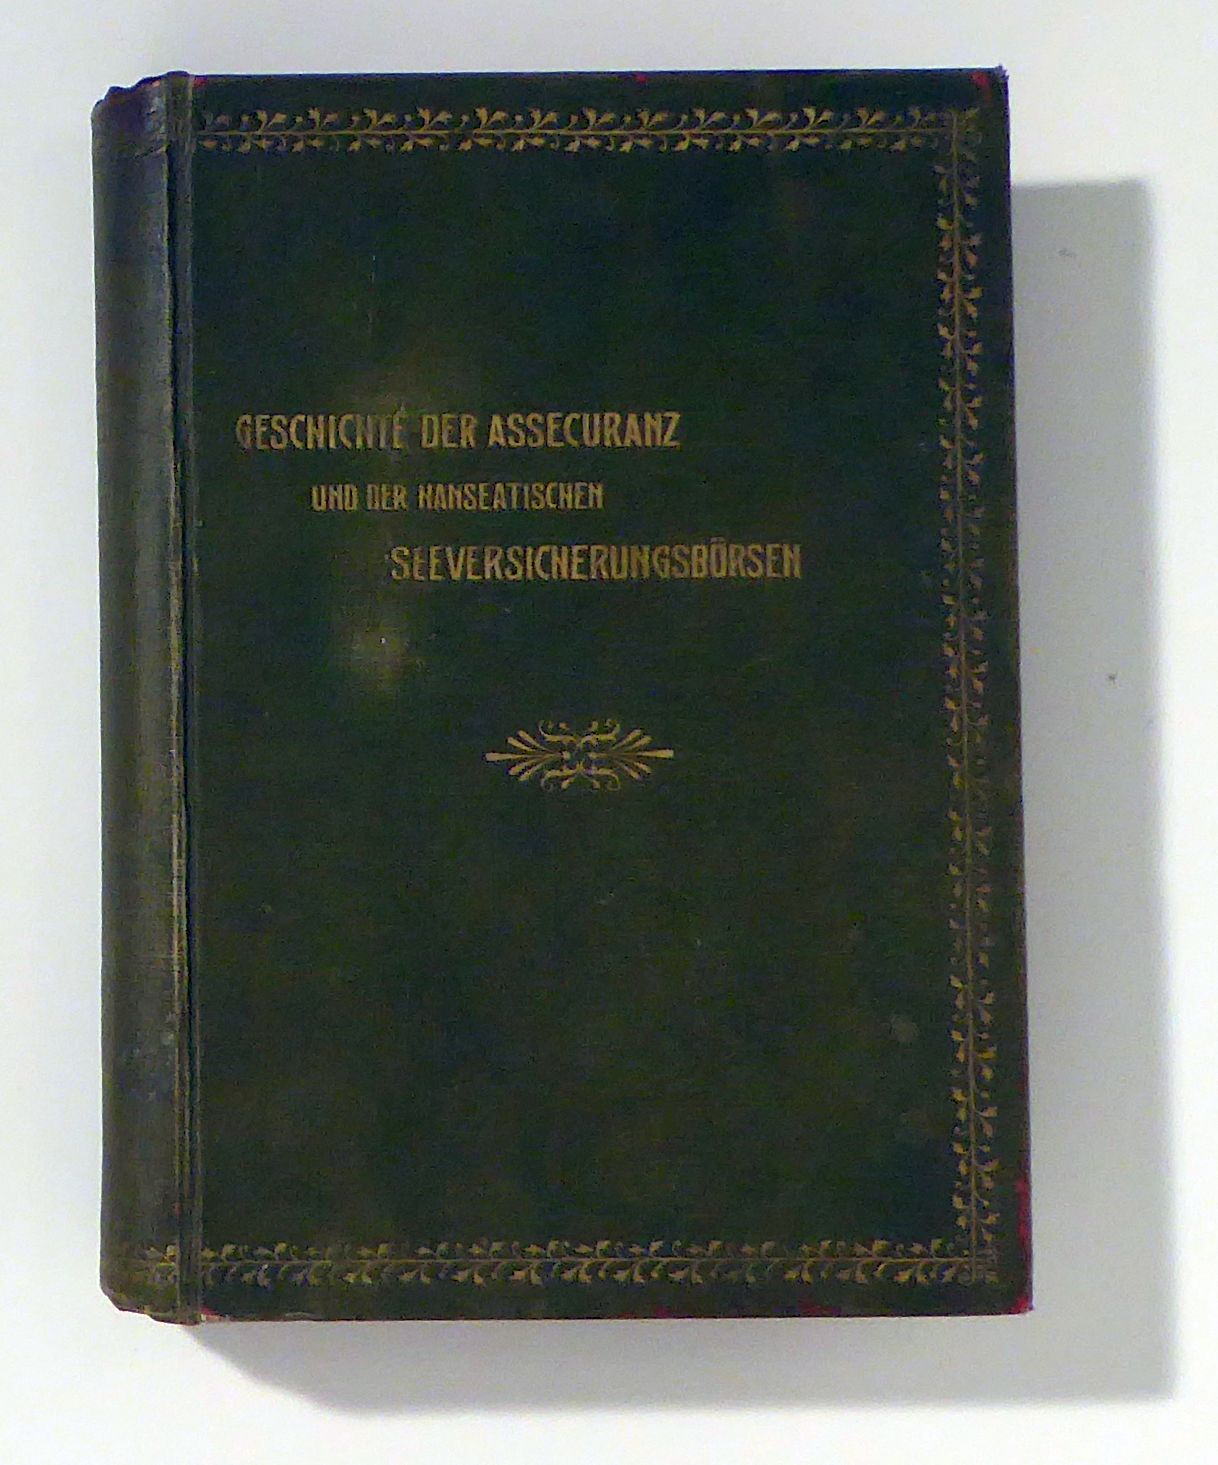 GESCHICHTE DER ASSECURANZ
UND DER HANSEATISCHEN
SEEVERSICHERUNGSBÖRSEN